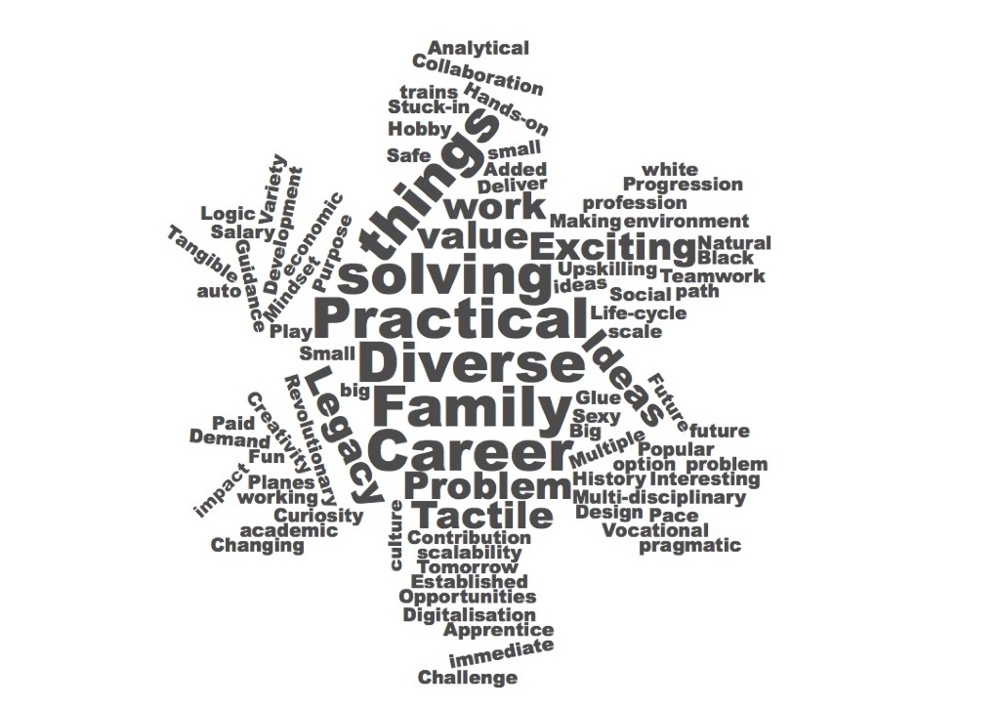 Analytical
Collaboration
trains
Hands-on
Stuck-in
Hobby
things
Safe
small
Added
Deliver
work
white
Progression
profession
Making environment
value
Exciting
Natural
Black
Variety
Development
economic
Logic
Salary
Purpose
Tangible
Guidance
Mindset
auto
solving
Upskilling
Teamwork
ideas
Social path
Play
Practical
Life-cycle
scale
Small
Diverse
Ideas
big
Legacy
Family
Glue
Sexy
Big
Future
future
Revolutionary
Creativity
Paid
Demand
Fun
impact
Planes
working
Curiosity
academic
Changing
Career
Multiple
Popular
option problem
Problem
History Interesting
Multi-disciplinary
Tactile
Design Pace
Vocational
pragmatic
culture
Contribution
scalability
Tomorrow
Established
Opportunities
Digitalisation
Apprentice
immediate
Challenge